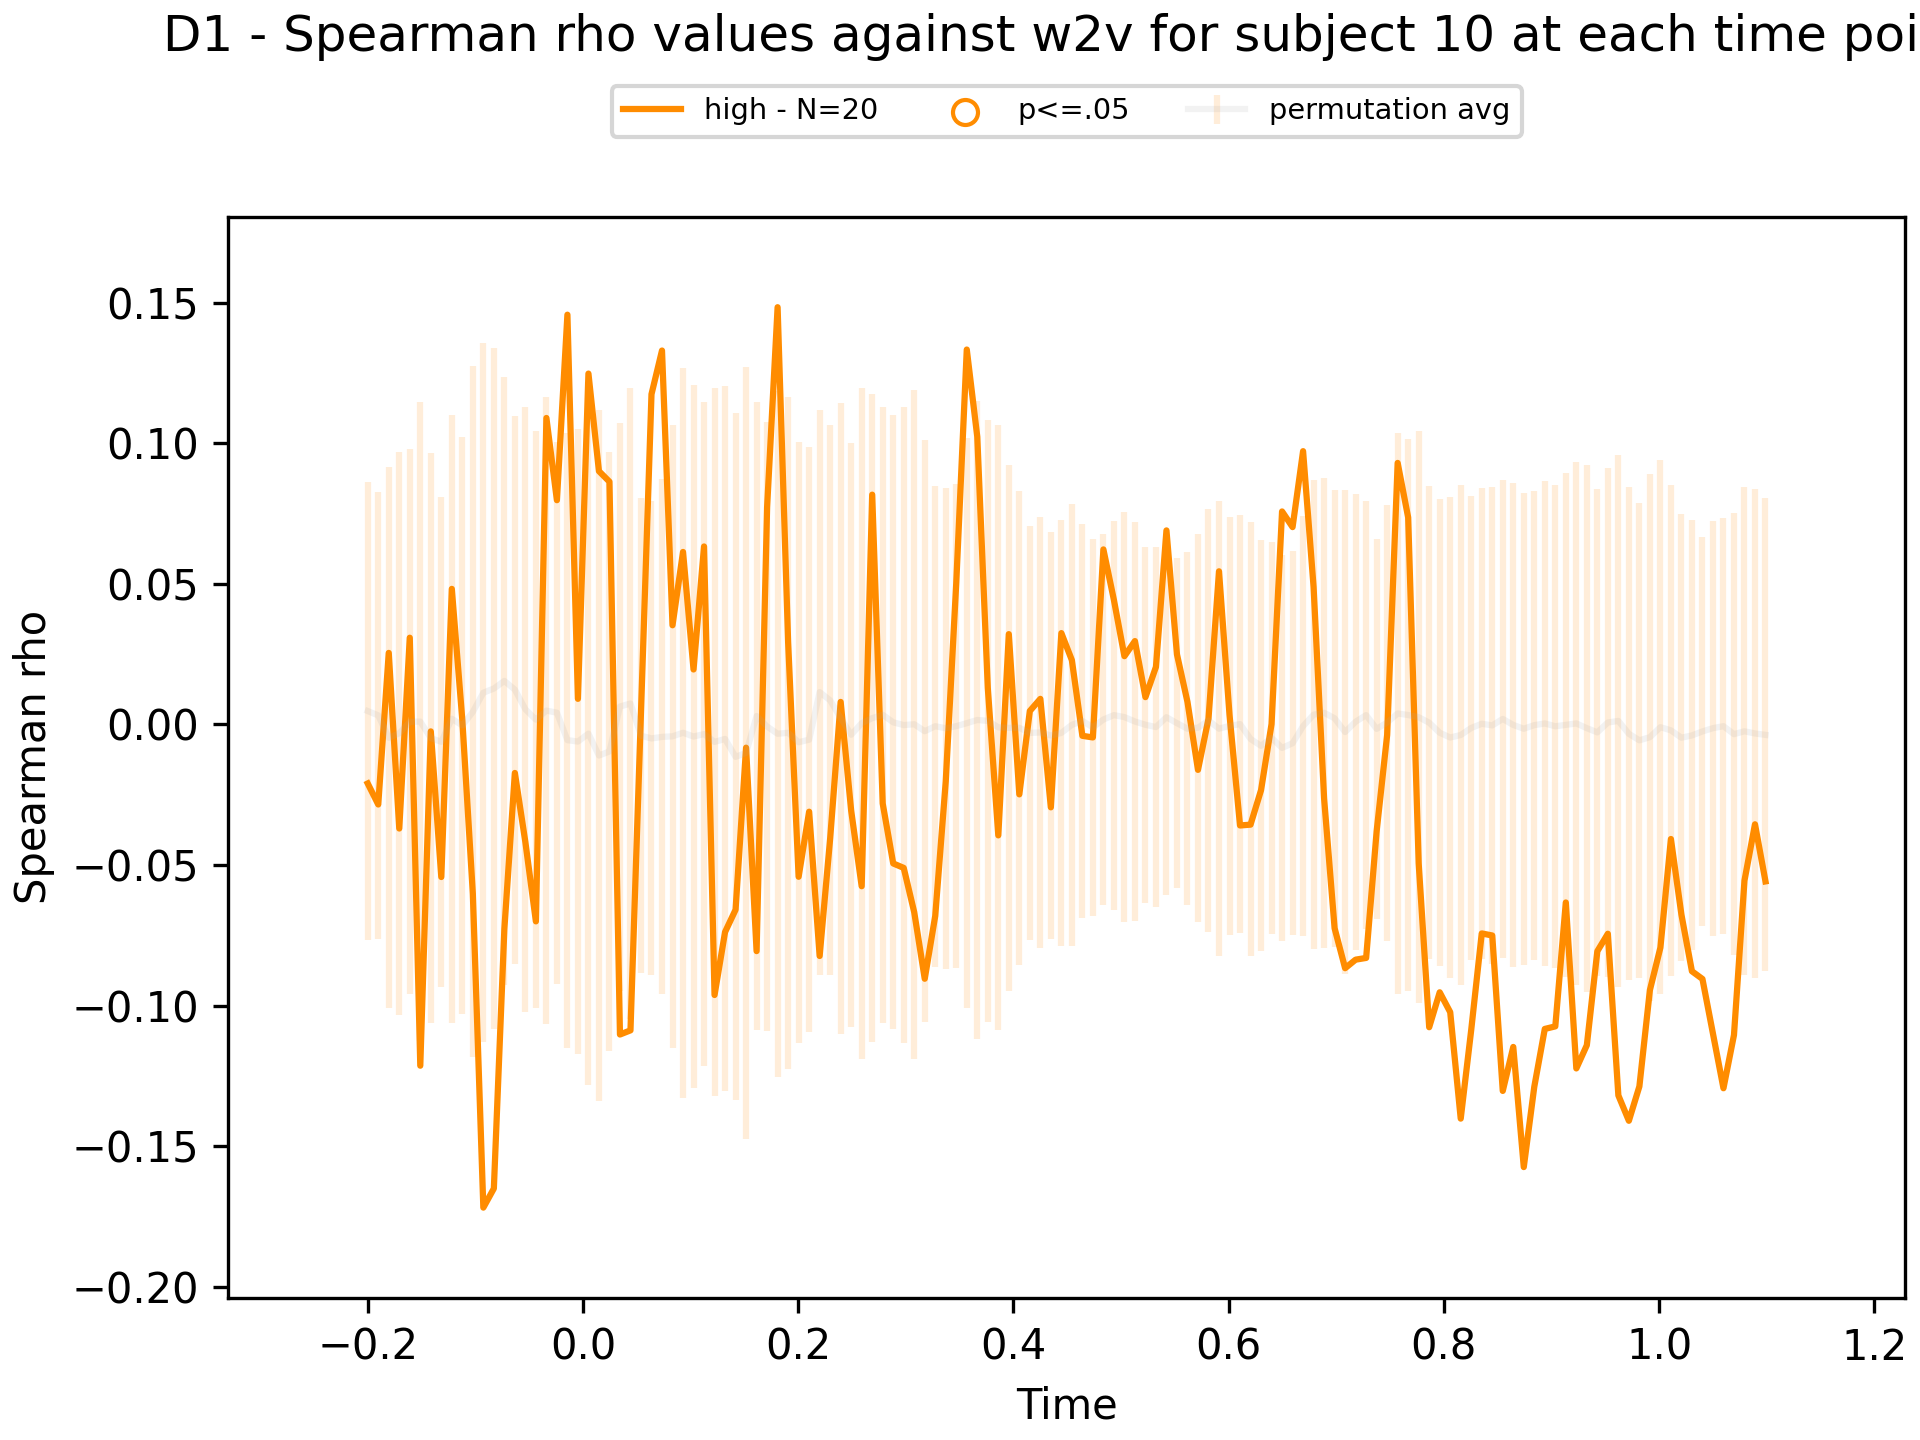 D1 - Spearman rho values against w2v for subject 10 at each time poi
high - N=20 p<=.05 permutation avg
0.15
0.10
0.05
0.00
−0.05
−0.10
−0.15
−0.20
Spearman rho
−0.2 0.0 0.2 0.4 0.6 0.8 1.0 1.2
Time